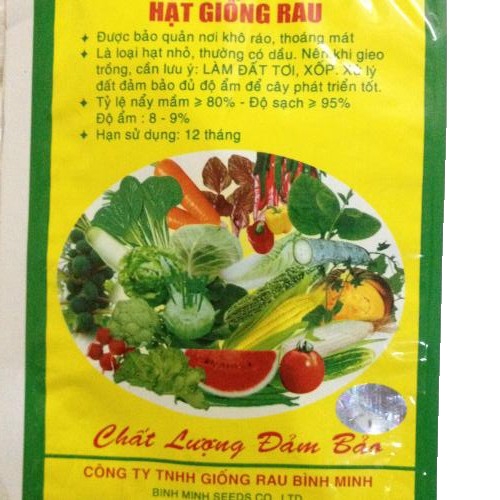 HẠT GIỐNG RAU
✦ Được bảo quản nơi khô ráo, thoáng mát
✦ Là loại hạt nhỏ, thường có dầu. Nên khi gieo
trồng, cần lưu ý: LÀM ĐẤT TƠI, XỐP. Xử lý
đất đảm bảo đủ độ ẩm để cây phát triển tốt.
✦ Tỷ lệ nẩy mầm ≥ 80% - Độ sạch ≥ 95%
Độ ẩm : 8 - 9%
✦ Hạn sử dụng: 12 tháng
Chất Lượng Đảm Bảo
CÔNG TY TNHH GIỐNG RAU BÌNH MINH
BINH MINH SEEDS CO., LTD